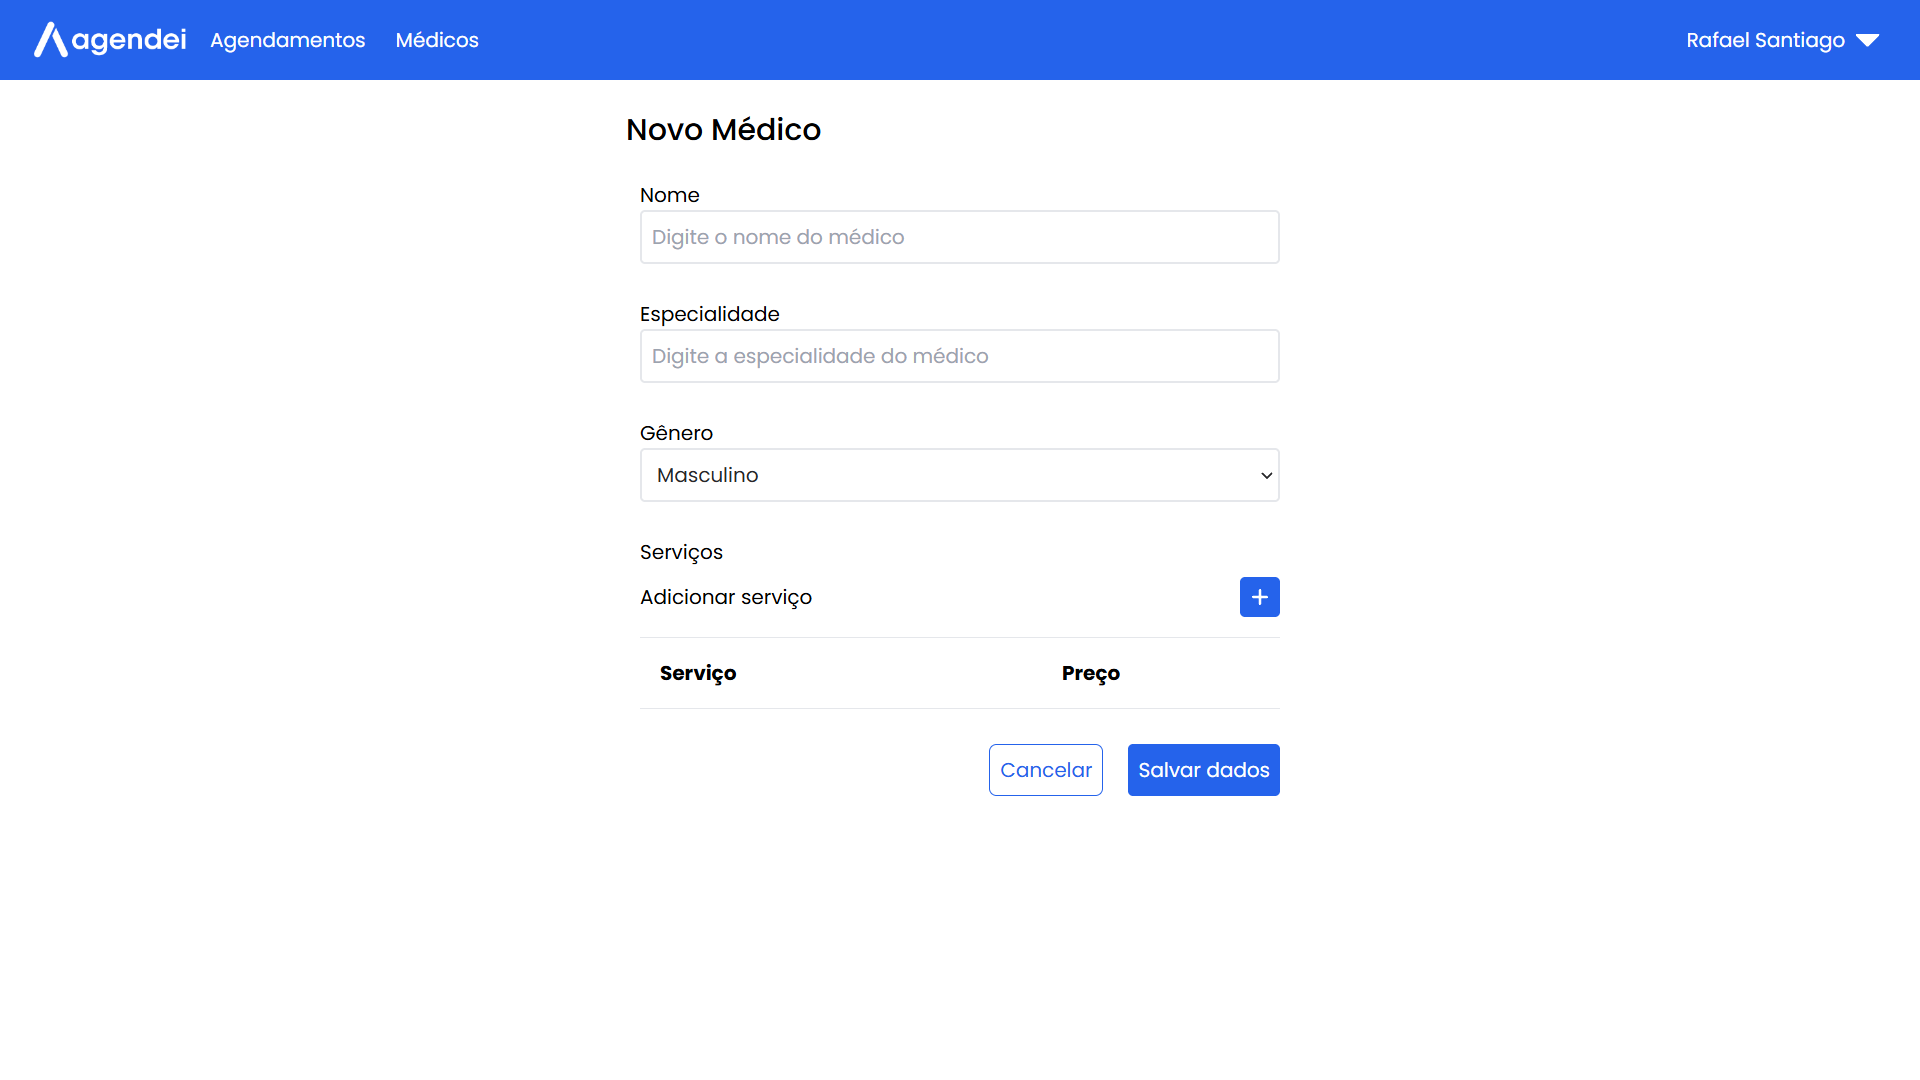 agendei Agendamentos Médicos Rafael Santiago
Novo Médico
Nome
Digite o nome do médico
Especialidade
Digite a especialidade do médico
Gênero
Masculino
Serviços
Adicionar serviço
Serviço Preço
Cancelar Salvar dados